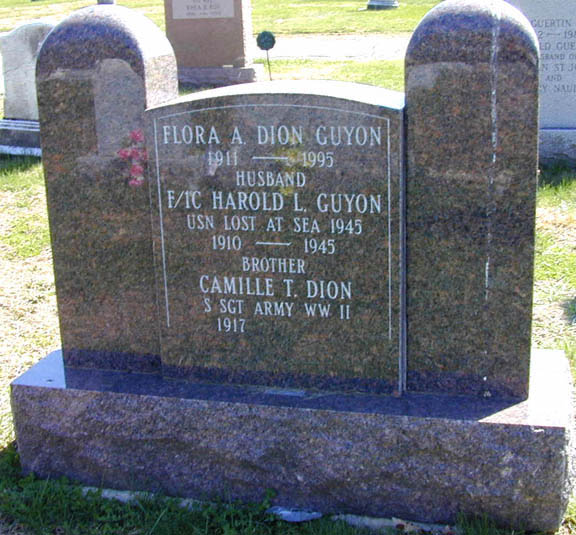 FLORA A. DION GUYON
1911 — 1995
HUSBAND
F/1C HAROLD L. GUYON
USN LOST AT SEA 1945
1910 — 1945
BROTHER
CAMILLE T. DION
S SGT ARMY WW II
1917
GUERTIN